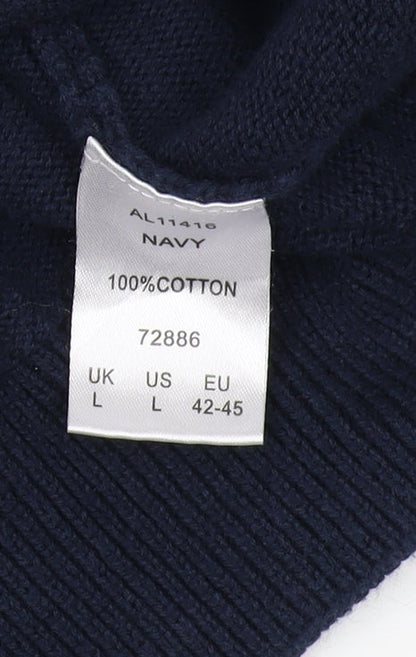 AL11416
NAVY
100%COTTON
72886
UK US EU
L L 42-45